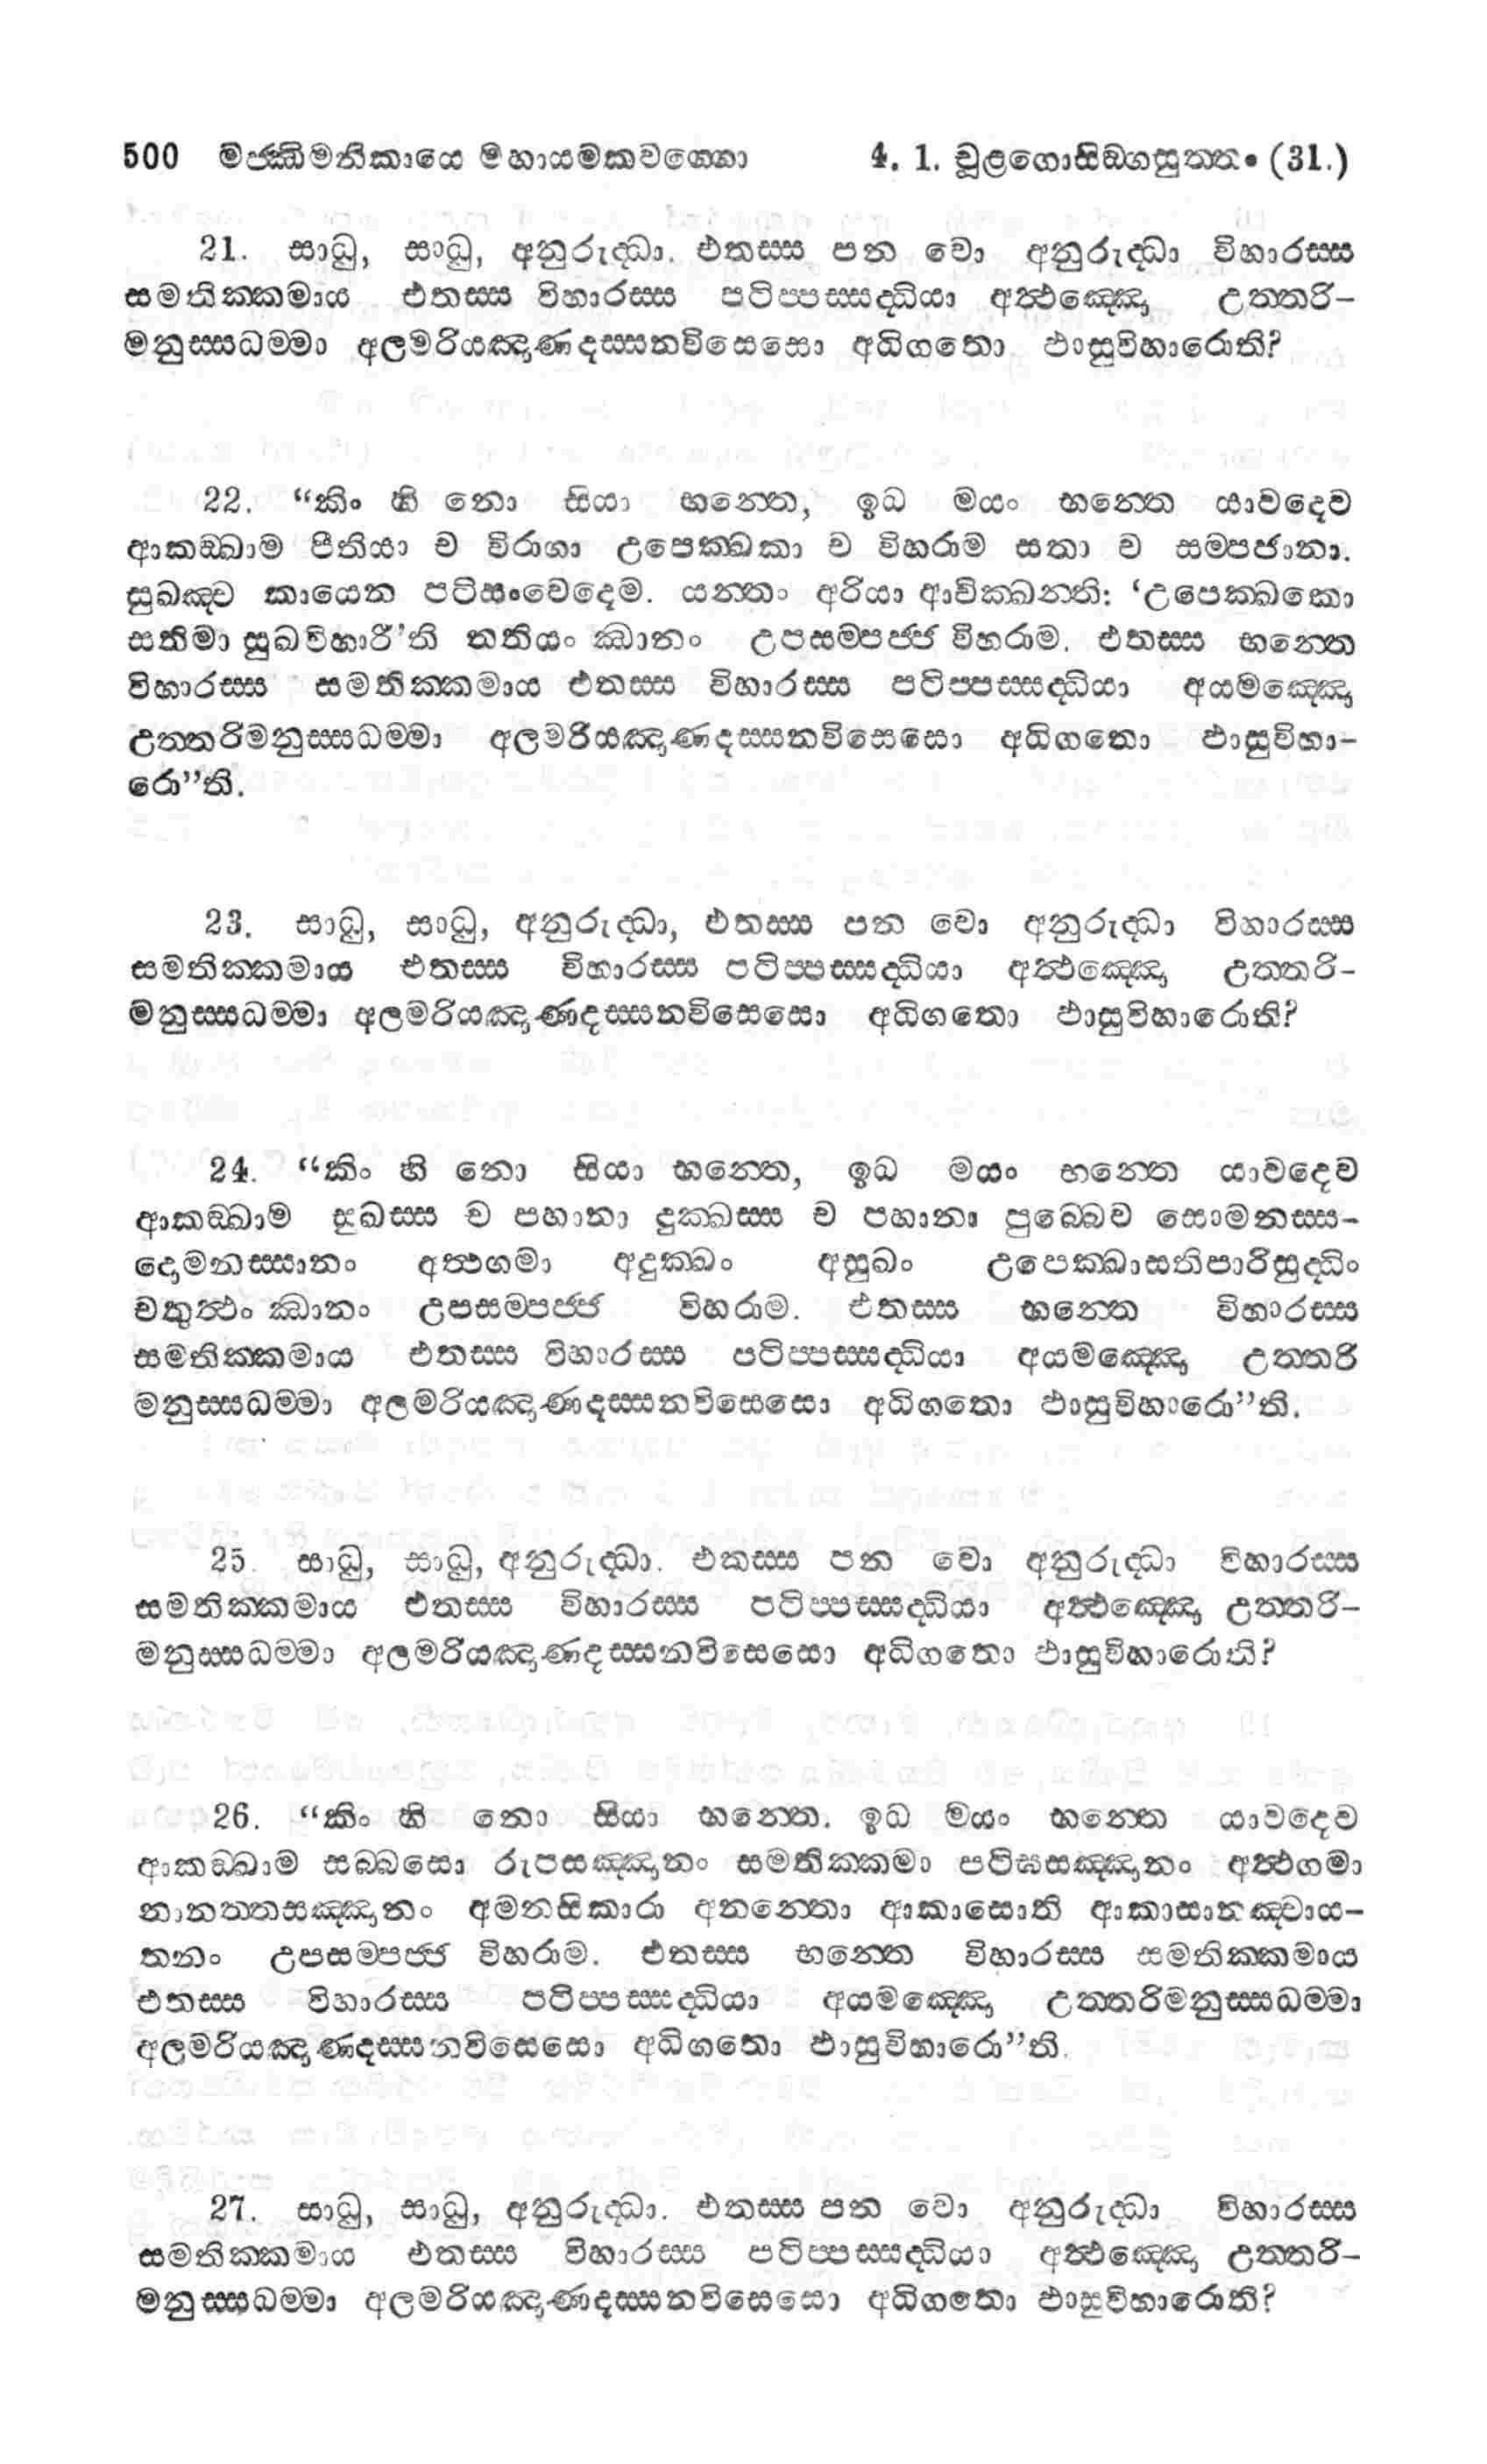 500 මජ්ඣිමනිකායෙ මහායමකවග්ගො 4. 1. චූළගොසිඞ්ගසුත්තං (31.)
21. සාධු, සාධු, අනුරුද්ධා. එතස්ස පන වො අනුරුද්ධා විහාරස්ස
සමතික්කමාය එතස්ස විහාරස්ස පටිප්පස්සද්ධියා අත්ථඤ්ඤො උත්තරි-
මනුස්සධම්මා අලමරියඤාණදස්සනවිසෙසො අධිගතො ඵාසුවිහාරොති?
22. “කිං හි නො සියා භන්තෙ, ඉධ මයං භන්තෙ යාවදෙව
ආකඞ්ඛාම පීතියා ච විරාගා උපෙක්ඛකා ච විහරාම සතා ච සම්පජානා.
සුඛඤ්ච කායෙන පටිසංවෙදෙම. යන්තං අරියා ආචික්ඛන්ති: ‘උපෙක්ඛකො
සතිමා සුඛවිහාරී’ති තතියං ඣානං උපසම්පජ්ජ විහරාම. එතස්ස භන්තෙ
විහාරස්ස සමතික්කමාය එතස්ස විහාරස්ස පටිප්පස්සද්ධියා අයමඤ්ඤො
උත්තරිමනුස්සධම්මා අලමරියඤාණදස්සනවිසෙසො අධිගතො ඵාසුවිහා-
රො”ති.
23. සාධු, සාධු, අනුරුද්ධා, එතස්ස පන වො අනුරුද්ධා විහාරස්ස
සමතික්කමාය එතස්ස විහාරස්ස පටිප්පස්සද්ධියා අත්ථඤ්ඤො උත්තරි-
මනුස්සධම්මා අලමරියඤාණදස්සනවිසෙසො අධිගතො ඵාසුවිහාරොති?
24. “කිං හි නො සියා භන්තෙ, ඉධ මයං භන්තෙ යාවදෙව
ආකඞ්ඛාම සුඛස්ස ච පහානා දුක්ඛස්ස ච පහානා පුබ්බෙව සොමනස්ස-
දොමනස්සානං අත්ථගමා අදුක්ඛං අසුඛං උපෙක්ඛාසතිපාරිසුද්ධිං
චතුත්ථං ඣානං උපසම්පජ්ජ විහරාම. එතස්ස භන්තෙ විහාරස්ස
සමතික්කමාය එතස්ස විහාරස්ස පටිප්පස්සද්ධියා අයමඤ්ඤො උත්තරි
මනුස්සධම්මා අලමරියඤාණදස්සනවිසෙසො අධිගතො ඵාසුවිහාරො”ති.
25. සාධු, සාධු, අනුරුද්ධා. එකස්ස පන වො අනුරුද්ධා විහාරස්ස
සමතික්කමාය එතස්ස විහාරස්ස පටිප්පස්සද්ධියා අත්ථඤ්ඤො උත්තරි-
මනුස්සධම්මා අලමරියඤාණදස්සනවිසෙසො අධිගතො ඵාසුවිහාරොති?
26. “කිං හි නො සියා භන්තෙ. ඉධ මයං භන්තෙ යාවදෙව
ආකඞ්ඛාම සබ්බසො රූපසඤ්ඤානං සමතික්කමා පටිඝසඤ්ඤානං අත්ථගමා
නානත්තසඤ්ඤානං අමනසිකාරා අනන්තො ආකාසොති ආකාසානඤ්චාය-
තනං උපසම්පජ්ජ විහරාම. එතස්ස භන්තෙ විහාරස්ස සමතික්කමාය
එතස්ස විහාරස්ස පටිප්පස්සද්ධියා අයමඤ්ඤො උත්තරිමනුස්සධම්මා
අලමරියඤාණදස්සනවිසෙසො අධිගතො ඵාසුවිහාරො”ති.
27. සාධු, සාධු, අනුරුද්ධා. එතස්ස පන වො අනුරුද්ධා විහාරස්ස
සමතික්කමාය එතස්ස විහාරස්ස පටිප්පස්සද්ධියා අත්ථඤ්ඤො උත්තරි-
මනුස්සධම්මා අලමරියඤාණදස්සනවිසෙසො අධිගතො ඵාසුවිහාරොති?